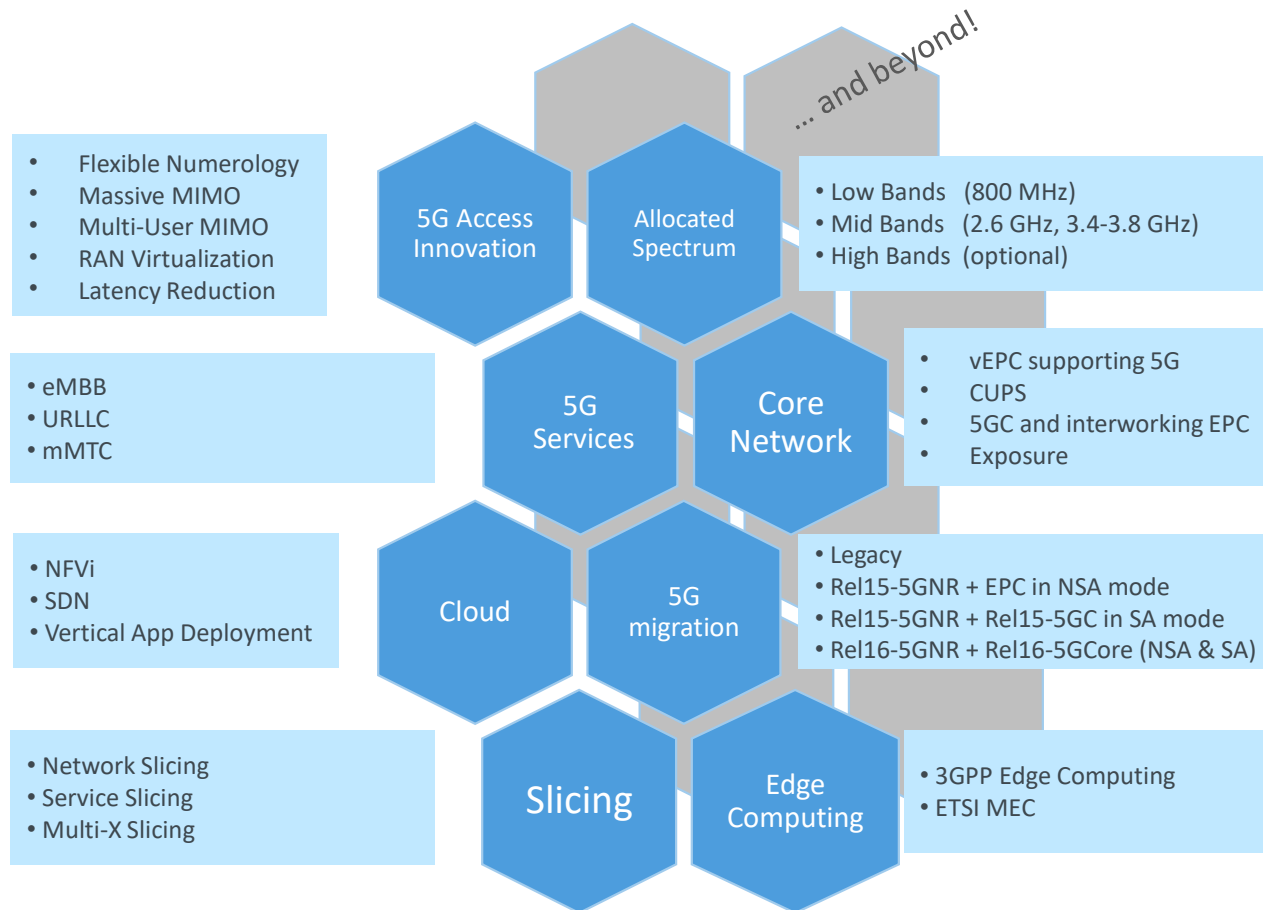 ... and beyond!
• Flexible Numerology
• Massive MIMO
• Multi-User MIMO
• RAN Virtualization
• Latency Reduction
5G Access
Innovation
Allocated
Spectrum
• Low Bands (800 MHz)
• Mid Bands (2.6 GHz, 3.4-3.8 GHz)
• High Bands (optional)
• eMBB
• URLLC
• mMTC
5G
Services
Core
Network
• vEPC supporting 5G
• CUPS
• 5GC and interworking EPC
• Exposure
• NFVi
• SDN
• Vertical App Deployment
Cloud
5G
migration
• Legacy
• Rel15-5GNR + EPC in NSA mode
• Rel15-5GNR + Rel15-5GC in SA mode
• Rel16-5GNR + Rel16-5GCore (NSA & SA)
• Network Slicing
• Service Slicing
• Multi-X Slicing
Slicing
Edge
Computing
• 3GPP Edge Computing
• ETSI MEC